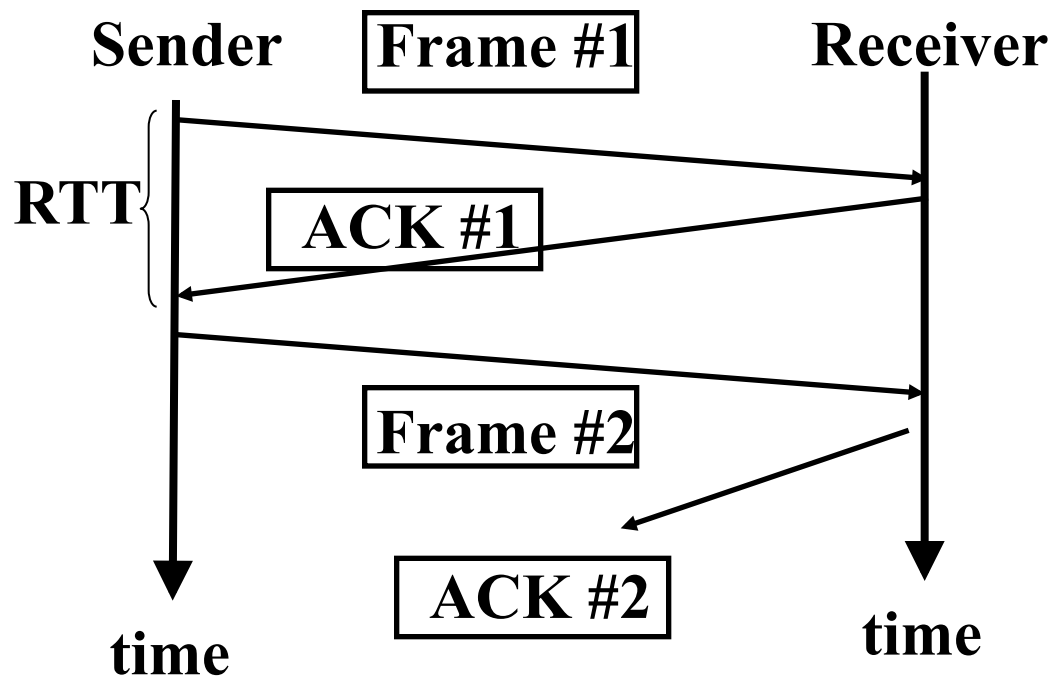 Sender
Frame #1
Receiver
RTT
ACK #1
Frame #2
ACK #2
time
time